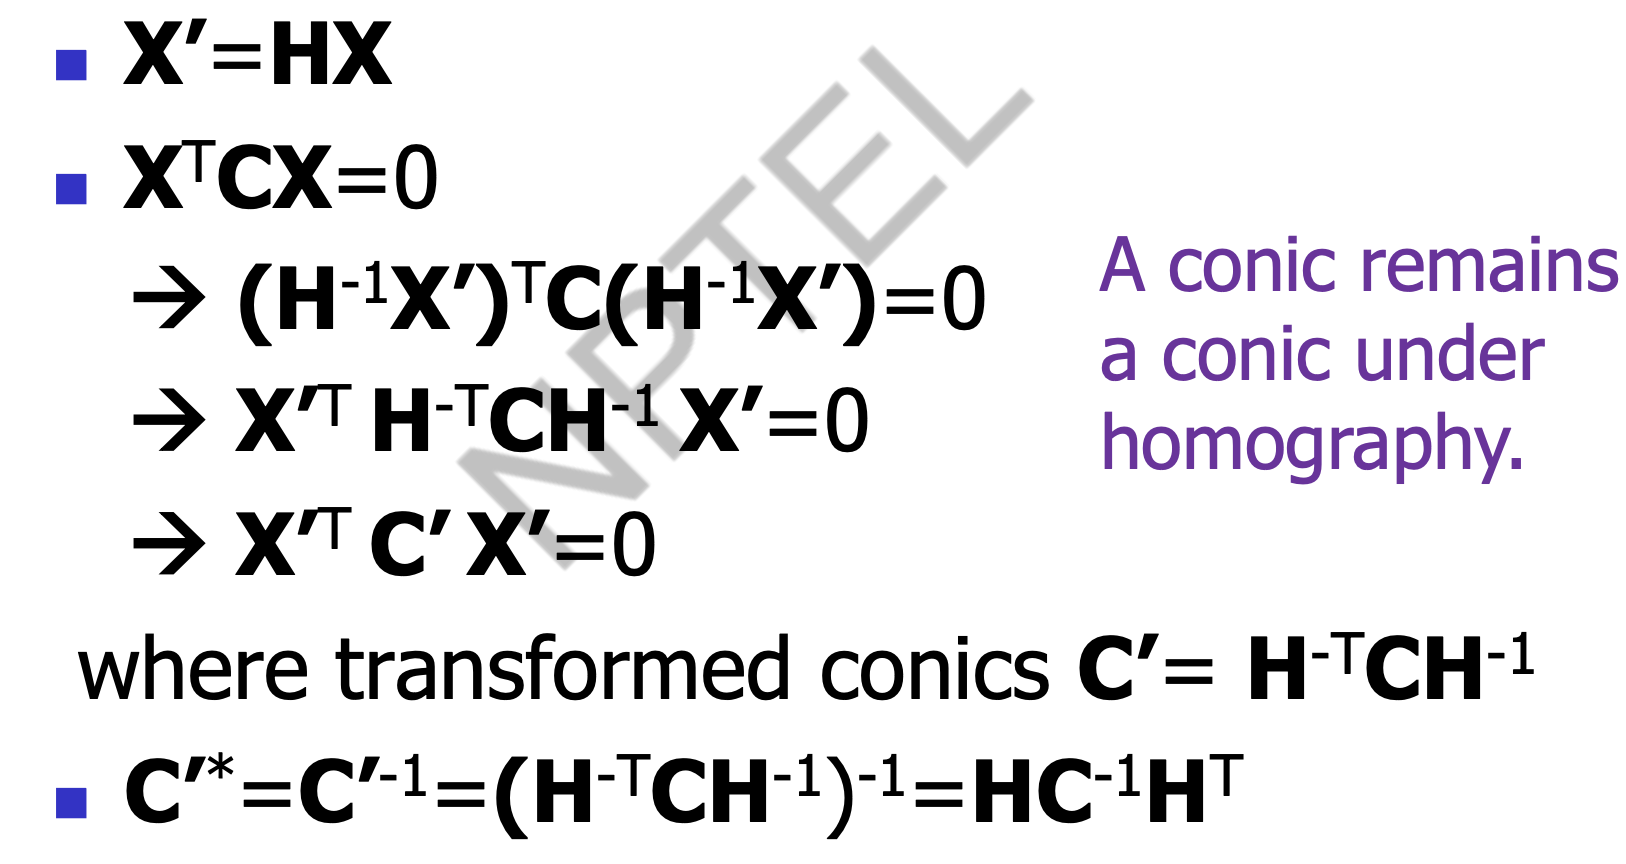 ▪ X′=HX
▪ XᵀCX=0
→ (H⁻¹X′)ᵀC(H⁻¹X′)=0
→ X′ᵀ H⁻ᵀCH⁻¹ X′=0
→ X′ᵀ C′ X′=0
where transformed conics C′= H⁻ᵀCH⁻¹
▪ C′*=C′⁻¹=(H⁻ᵀCH⁻¹)⁻¹=HC⁻¹Hᵀ
A conic remains
a conic under
homography.
NPTEL